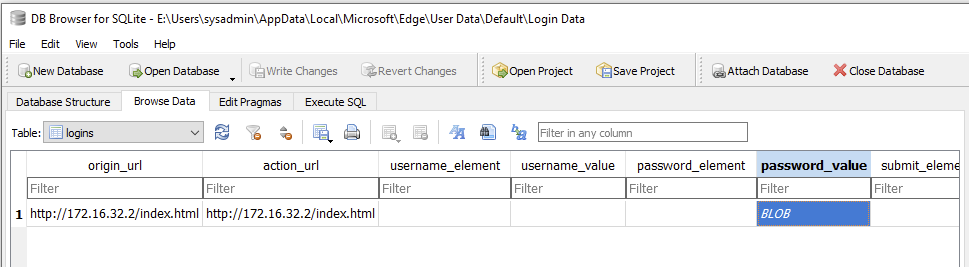 DB Browser for SQLite - E:\Users\sysadmin\AppData\Local\Microsoft\Edge\User Data\Default\Login Data
File Edit View Tools Help
New Database Open Database Write Changes Revert Changes Open Project Save Project Attach Database Close Database
Database Structure Browse Data Edit Pragmas Execute SQL
Table: logins Filter in any column
origin_url action_url username_element username_value password_element password_value submit_eleme
Filter Filter Filter Filter Filter Filter Filter
1 http://172.16.32.2/index.html http://172.16.32.2/index.html BLOB